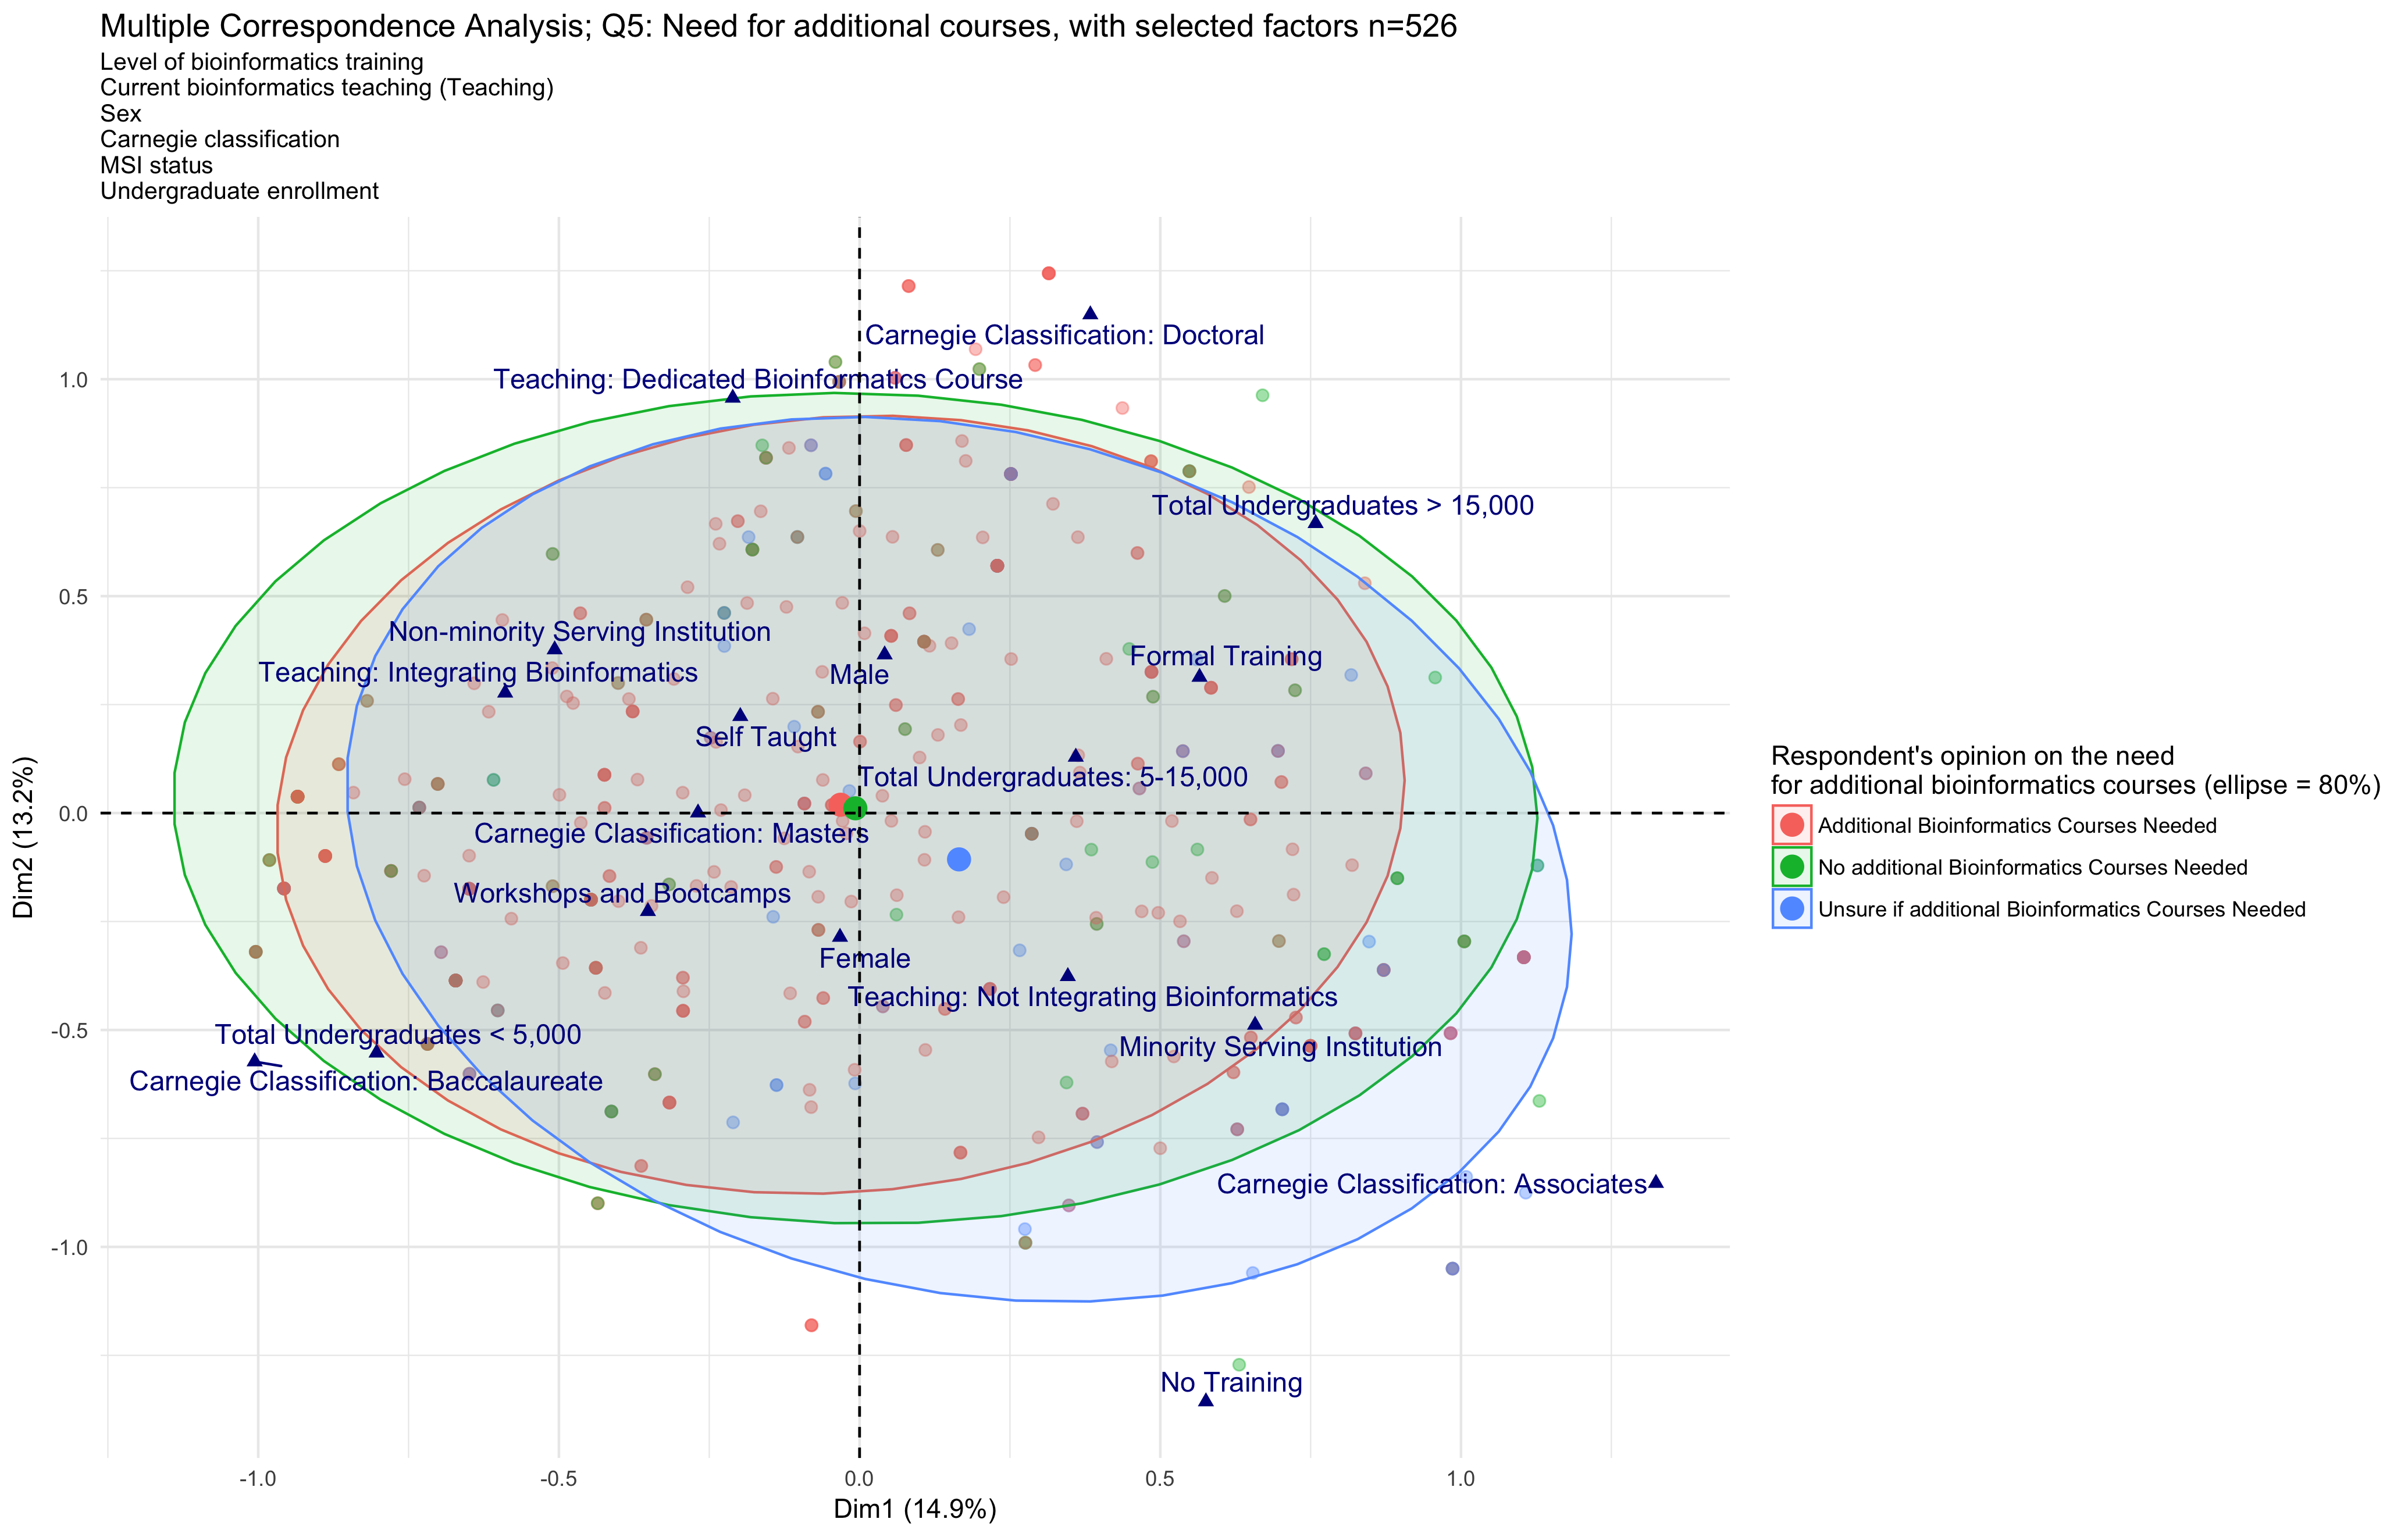 Multiple Correspondence Analysis; Q5: Need for additional courses, with selected factors n=526
Level of bioinformatics training
Current bioinformatics teaching (Teaching)
Sex
Carnegie classification
MSI status
Undergraduate enrollment
Carnegie Classification: Doctoral
Teaching: Dedicated Bioinformatics Course
Total Undergraduates > 15,000
Non-minority Serving Institution
Teaching: Integrating Bioinformatics
Male
Formal Training
Self Taught
Total Undergraduates: 5-15,000
Carnegie Classification: Masters
Workshops and Bootcamps
Female
Teaching: Not Integrating Bioinformatics
Total Undergraduates < 5,000
Minority Serving Institution
Carnegie Classification: Baccalaureate
Carnegie Classification: Associates
No Training
1.0
0.5
0.0
-0.5
-1.0
Dim2 (13.2%)
-1.0
-0.5
0.0
0.5
1.0
Dim1 (14.9%)
Respondent's opinion on the need
for additional bioinformatics courses (ellipse = 80%)
Additional Bioinformatics Courses Needed
No additional Bioinformatics Courses Needed
Unsure if additional Bioinformatics Courses Needed